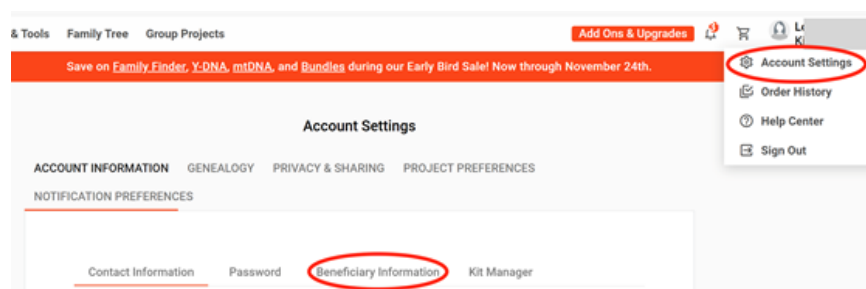 & Tools Family Tree Group Projects Add Ons & Upgrades
Save on Family Finder, Y-DNA, mtDNA, and Bundles during our Early Bird Sale! Now through November 24th.
Account Settings
Order History
Help Center
Sign Out
Account Settings
ACCOUNT INFORMATION GENEALOGY PRIVACY & SHARING PROJECT PREFERENCES
NOTIFICATION PREFERENCES
Contact Information Password Beneficiary Information Kit Manager